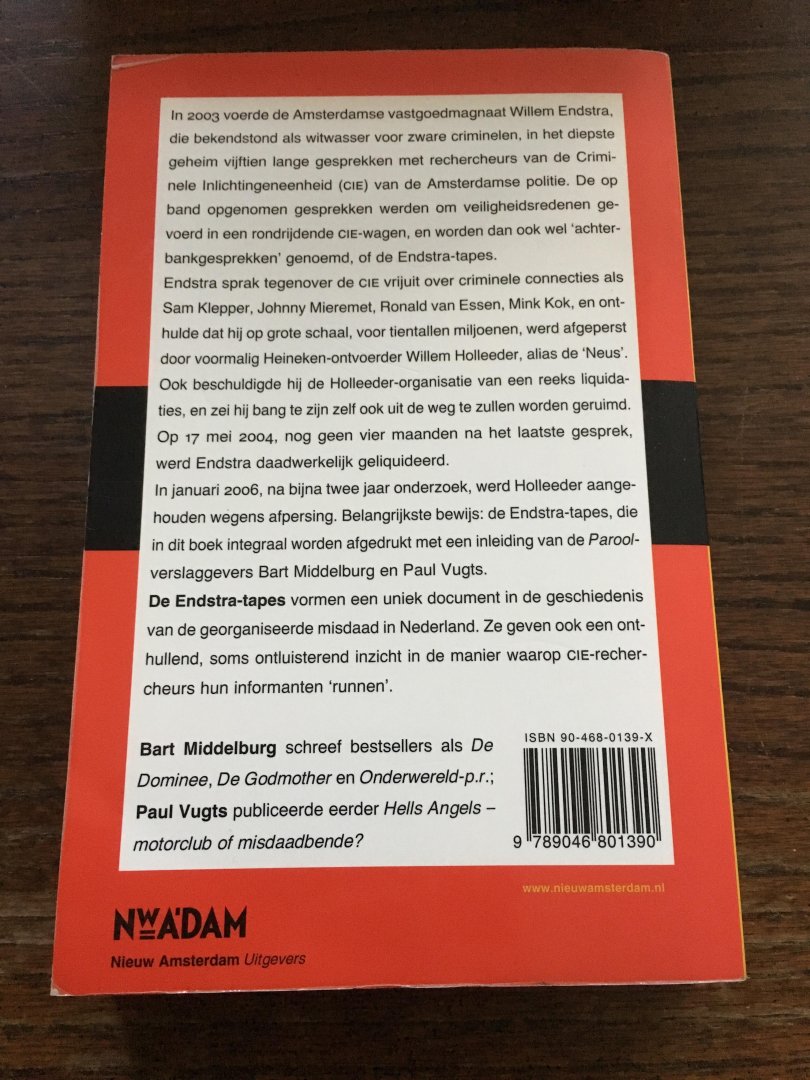 In 2003 voerde de Amsterdamse vastgoedmagnaat Willem Endstra,
die bekendstond als witwasser voor zware criminelen, in het diepste
geheim vijftien lange gesprekken met rechercheurs van de Crimi-
nele Inlichtingeneenheid (CIE) van de Amsterdamse politie. De op
band opgenomen gesprekken werden om veiligheidsredenen ge-
voerd in een rondrijdende CIE-wagen, en worden dan ook wel ‘achter-
bankgesprekken’ genoemd, of de Endstra-tapes.
Endstra sprak tegenover de CIE vrijuit over criminele connecties als
Sam Klepper, Johnny Mieremet, Ronald van Essen, Mink Kok, en ont-
hulde dat hij op grote schaal, voor tientallen miljoenen, werd afgeperst
door voormalig Heineken-ontvoerder Willem Holleeder, alias de ‘Neus’.
Ook beschuldigde hij de Holleeder-organisatie van een reeks liquida-
ties, en zei hij bang te zijn zelf ook uit de weg te zullen worden geruimd.
Op 17 mei 2004, nog geen vier maanden na het laatste gesprek,
werd Endstra daadwerkelijk geliquideerd.
In januari 2006, na bijna twee jaar onderzoek, werd Holleeder aange-
houden wegens afpersing. Belangrijkste bewijs: de Endstra-tapes, die
in dit boek integraal worden afgedrukt met een inleiding van de Parool-
verslaggevers Bart Middelburg en Paul Vugts.
De Endstra-tapes vormen een uniek document in de geschiedenis
van de georganiseerde misdaad in Nederland. Ze geven ook een ont-
hullend, soms ontluisterend inzicht in de manier waarop CIE-recher-
cheurs hun informanten ‘runnen’.
Bart Middelburg schreef bestsellers als De
Dominee, De Godmother en Onderwereld-p.r.;
Paul Vugts publiceerde eerder Hells Angels –
motorclub of misdaadbende?
ISBN 90-468-0139-X
9 789046 801390
www.nieuwamsterdam.nl
NWADAM
Nieuw Amsterdam Uitgevers